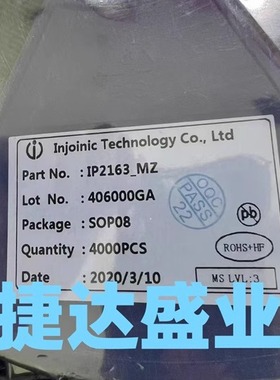 Injoinic Technology Co., Ltd
Part No. : IP2163_MZ
Lot No. : 406000GA
Package : SOP08
Quantity : 4000PCS
Date : 2020/3/10
OQC
PASS
22
Pb
ROHS+HF
MS LVL:3
捷达盛业